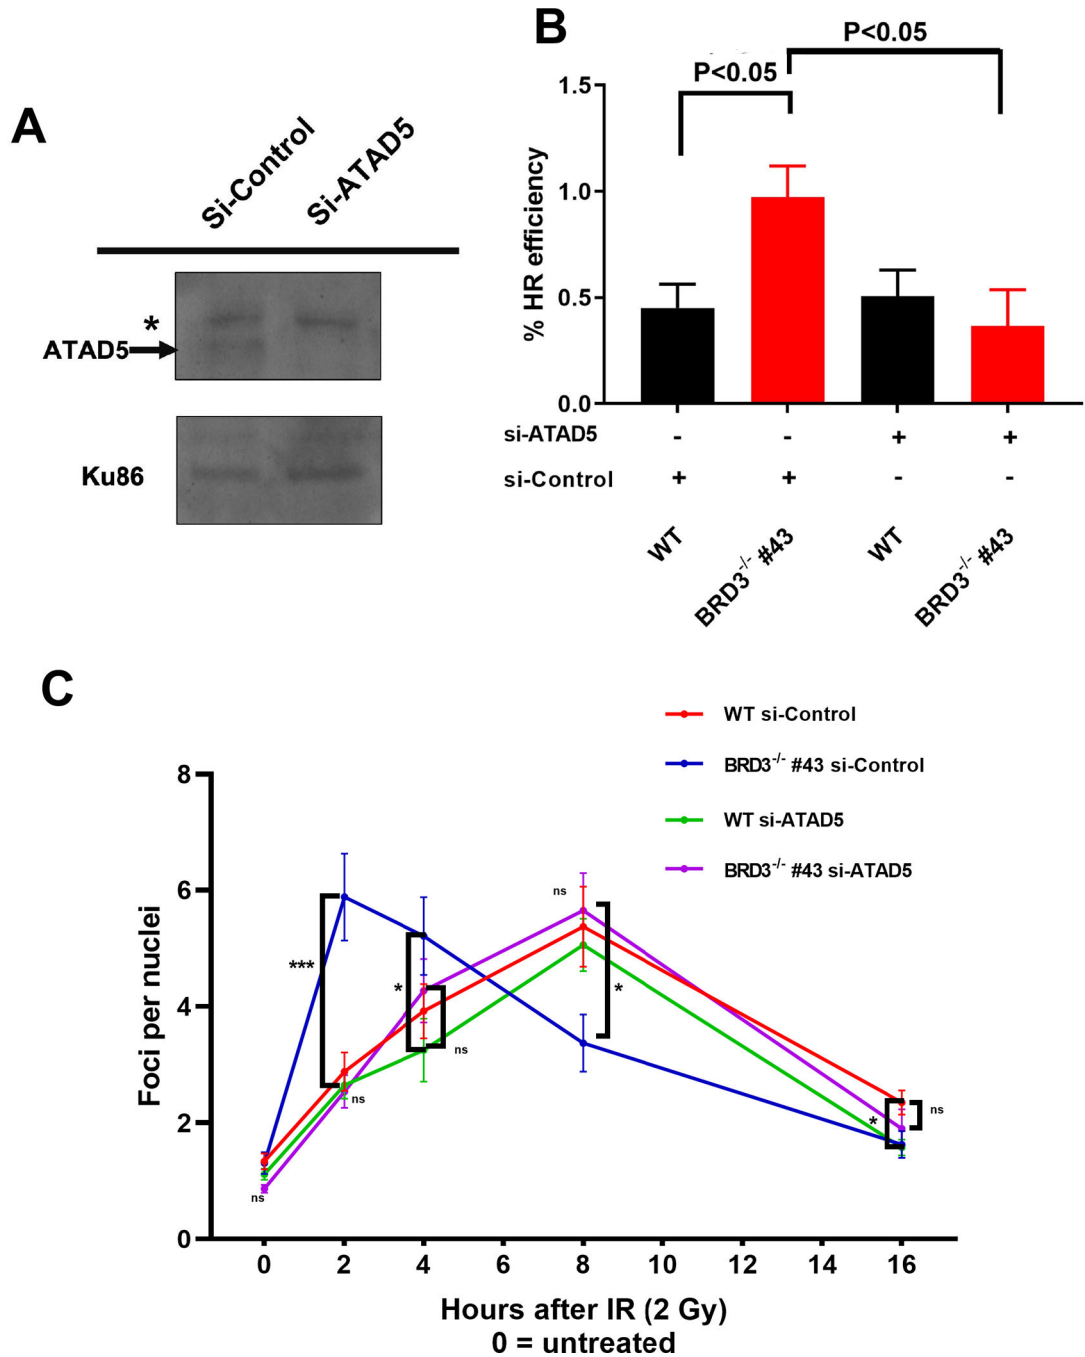 A
Si-Control
Si-ATAD5
*
ATAD5
Ku86
B
P<0.05
P<0.05
1.5
1.0
0.5
0.0
% HR efficiency
si-ATAD5 - - + +
si-Control + + - -
WT
BRD3-/- #43
WT
BRD3-/- #43
C
WT si-Control
BRD3-/- #43 si-Control
WT si-ATAD5
BRD3-/- #43 si-ATAD5
8
6
4
2
0
Foci per nuclei
ns
***
ns
*
ns
ns
*
*
ns
0 2 4 6 8 10 12 14 16
Hours after IR (2 Gy)
0 = untreated